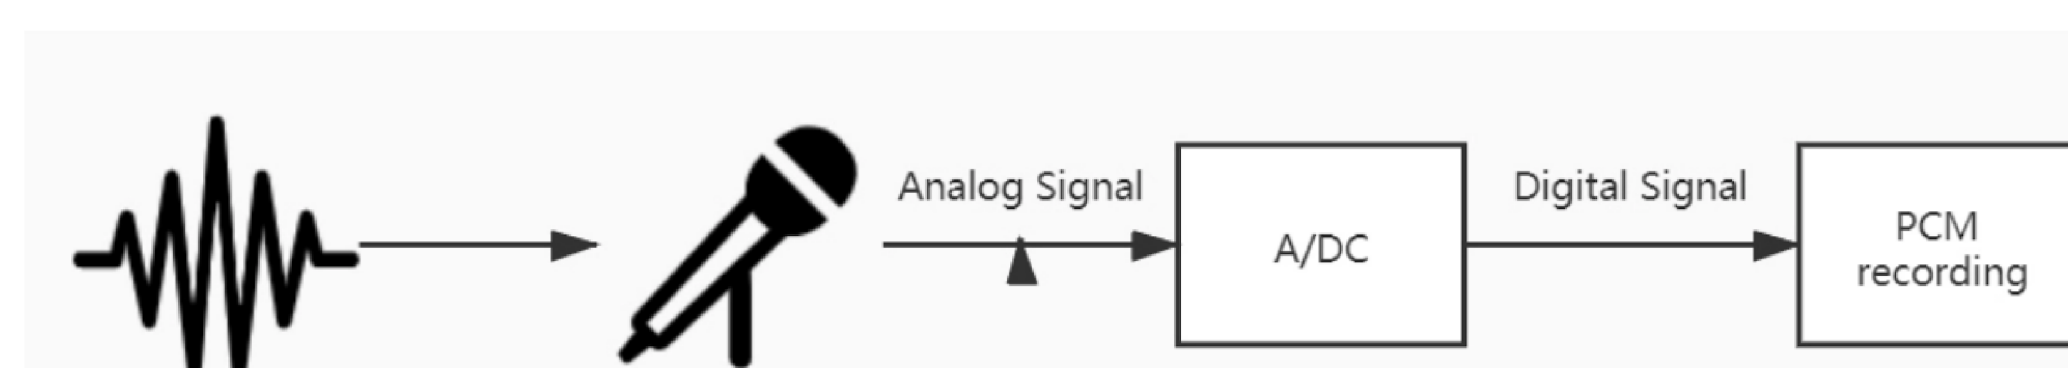 Analog Signal
A/DC
Digital Signal
PCM
recording